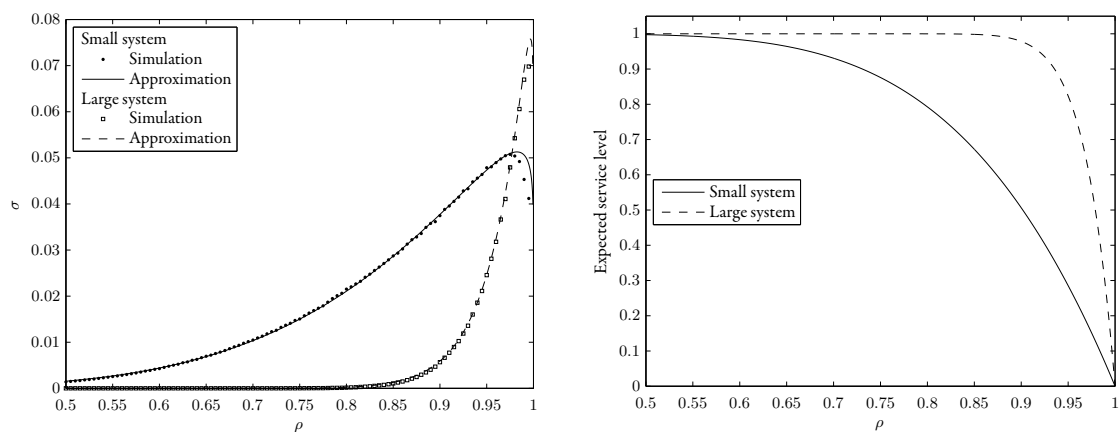 0.08
0.07
0.06
0.05
0.04
0.03
0.02
0.01
0
σ
Small system
Simulation
Approximation
Large system
Simulation
Approximation
0.5 0.55 0.6 0.65 0.7 0.75 0.8 0.85 0.9 0.95 1
ρ
1
0.9
0.8
0.7
0.6
0.5
0.4
0.3
0.2
0.1
0
Expected service level
Small system
Large system
0.5 0.55 0.6 0.65 0.7 0.75 0.8 0.85 0.9 0.95 1
ρ